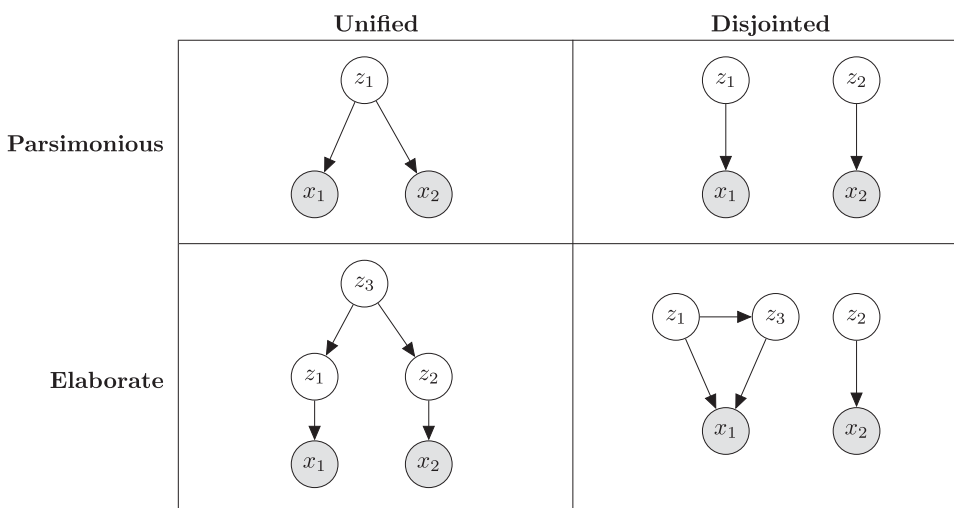 Unified Disjointed
Parsimonious
z₁ z₁ z₂
x₁ x₂ x₁ x₂
Elaborate
z₃ z₁ z₃ z₂
z₁ z₂
x₁ x₂ x₁ x₂